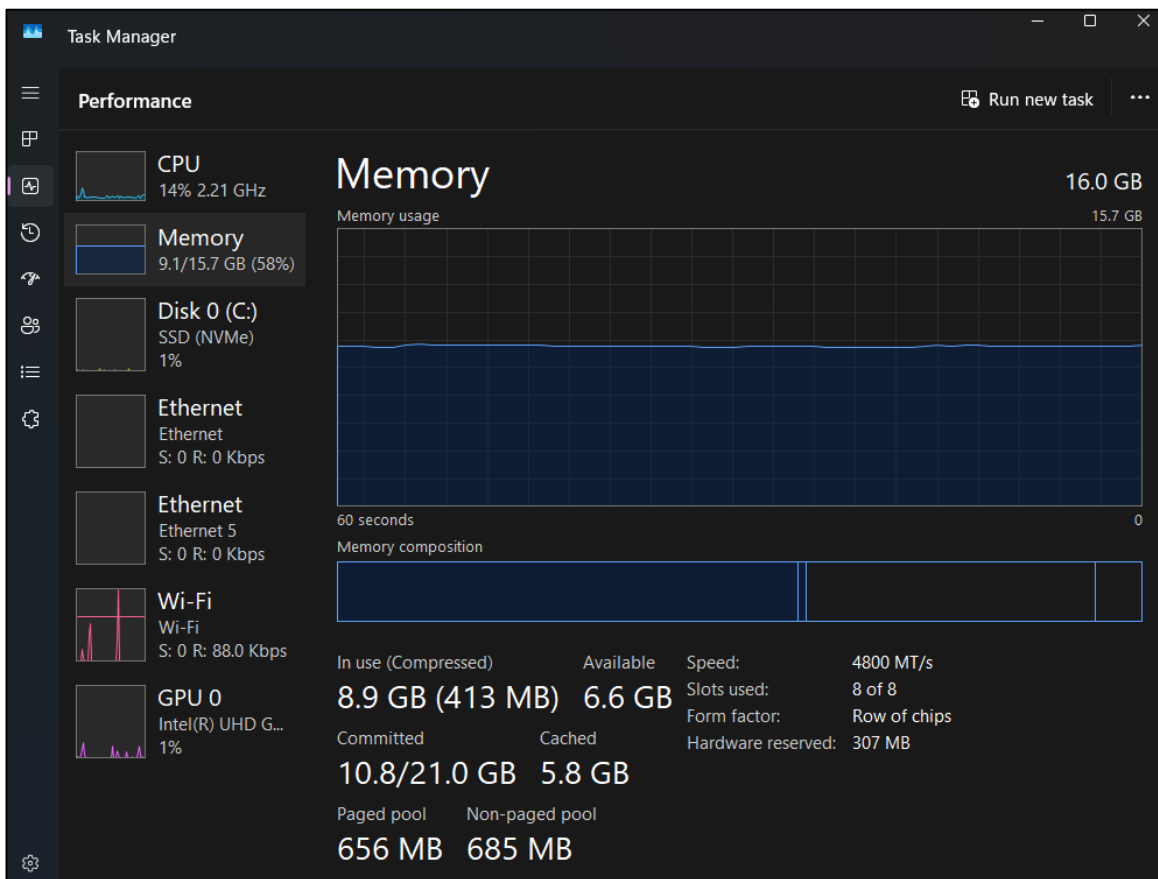 Task Manager
Performance
Run new task
CPU
14% 2.21 GHz
Memory
9.1/15.7 GB (58%)
Disk 0 (C:)
SSD (NVMe)
1%
Ethernet
Ethernet
S: 0 R: 0 Kbps
Ethernet
Ethernet 5
S: 0 R: 0 Kbps
Wi-Fi
Wi-Fi
S: 0 R: 88.0 Kbps
GPU 0
Intel(R) UHD G...
1%
Memory
16.0 GB
Memory usage
15.7 GB
60 seconds
0
Memory composition
In use (Compressed)
8.9 GB (413 MB)
Available
6.6 GB
Committed
10.8/21.0 GB
Cached
5.8 GB
Paged pool
656 MB
Non-paged pool
685 MB
Speed: 4800 MT/s
Slots used: 8 of 8
Form factor: Row of chips
Hardware reserved: 307 MB